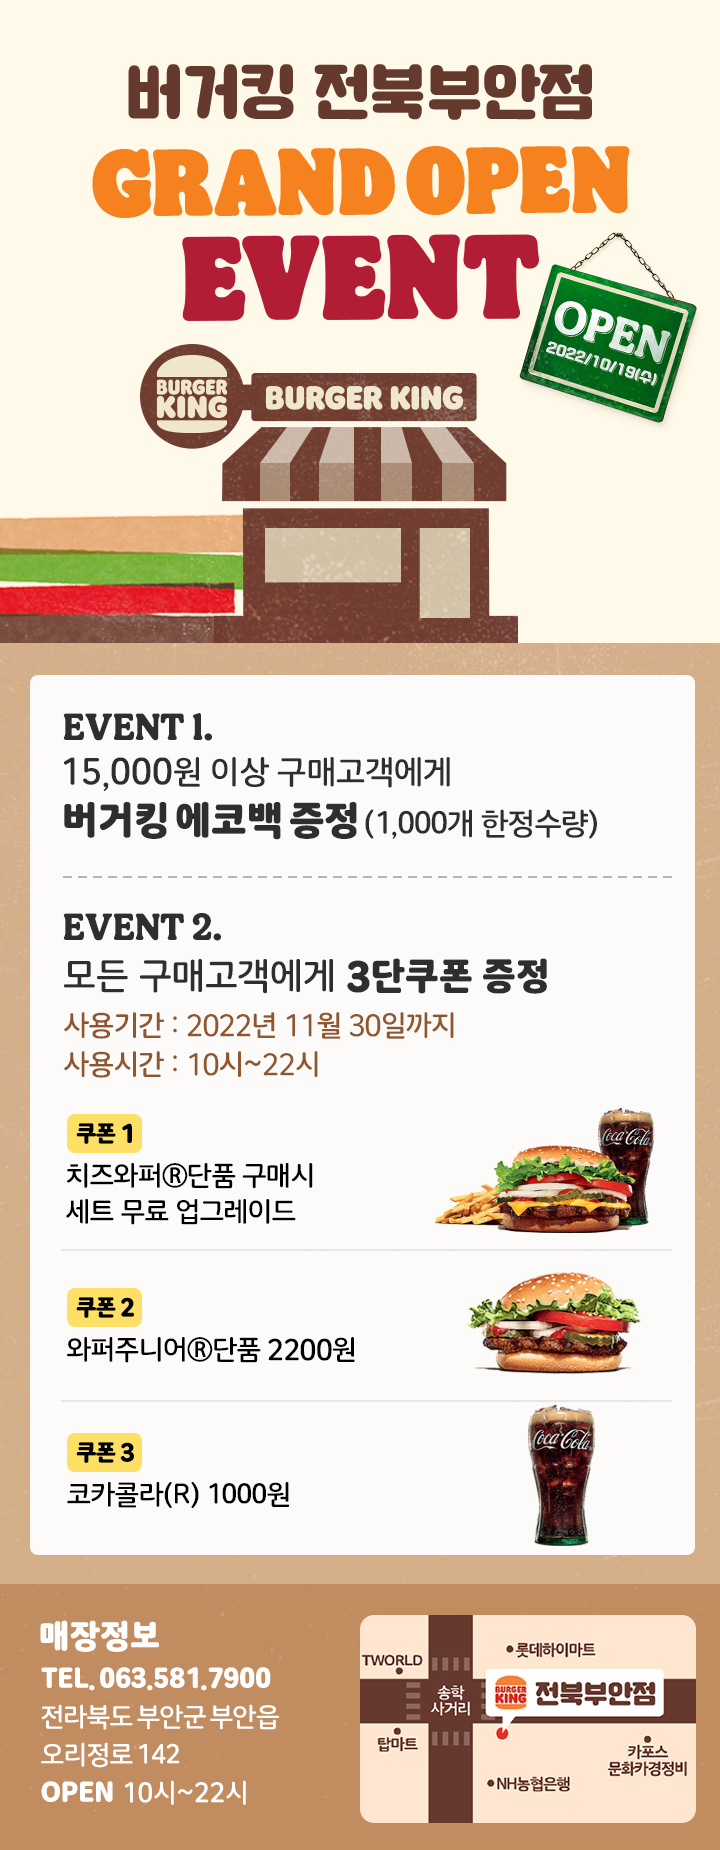 버거킹 전북부안점
GRAND OPEN
EVENT
OPEN
2022/10/19(수)
BURGER
KING
BURGER KING
EVENT 1.
15,000원 이상 구매고객에게
버거킹 에코백 증정 (1,000개 한정수량)
EVENT 2.
모든 구매고객에게 3단쿠폰 증정
사용기간 : 2022년 11월 30일까지
사용시간 : 10시~22시
쿠폰 1
치즈와퍼®단품 구매시
세트 무료 업그레이드
Coca-Cola
쿠폰 2
와퍼주니어®단품 2200원
쿠폰 3
코카콜라(R) 1000원
Coca-Cola
매장정보
TEL. 063.581.7900
전라북도 부안군 부안읍
오리정로 142
OPEN 10시~22시
롯데하이마트
TWORLD
송학
사거리
BURGER
KING
전북부안점
탑마트
카포스
문화카경정비
NH농협은행